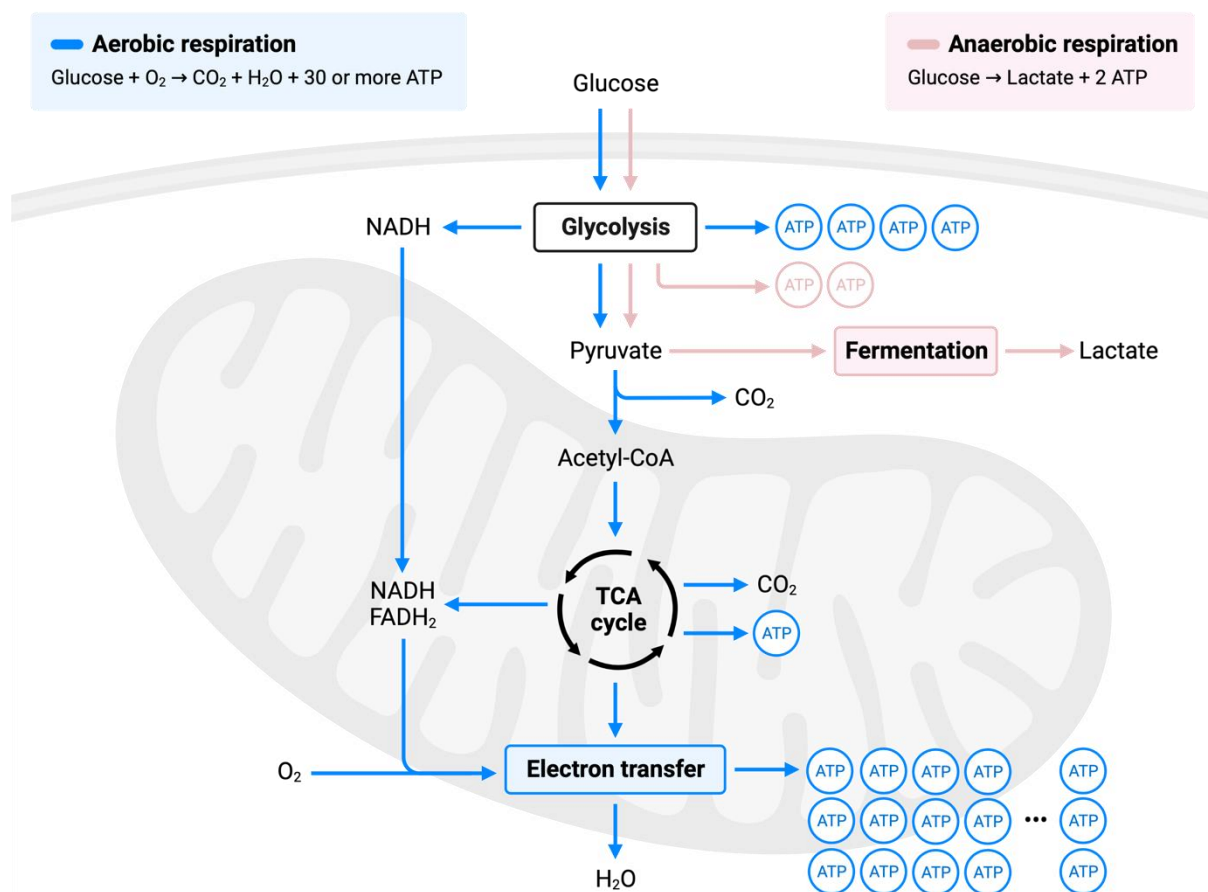 Aerobic respiration
Glucose + O₂ → CO₂ + H₂O + 30 or more ATP
Anaerobic respiration
Glucose → Lactate + 2 ATP
Glucose
NADH
Glycolysis
ATP ATP ATP ATP
ATP ATP
Pyruvate
Fermentation
Lactate
CO₂
Acetyl-CoA
NADH
FADH₂
TCA
cycle
CO₂
ATP
O₂
Electron transfer
ATP ATP ATP ATP ATP
ATP ATP ATP ATP ••• ATP
ATP ATP ATP ATP ATP
H₂O